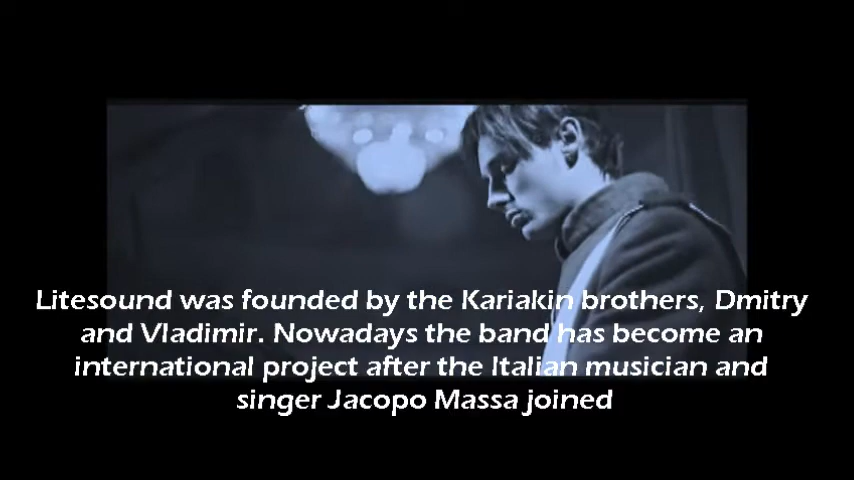 Litesound was founded by the Kariakin brothers, Dmitry
and Vladimir. Nowadays the band has become an
international project after the Italian musician and
singer Jacopo Massa joined